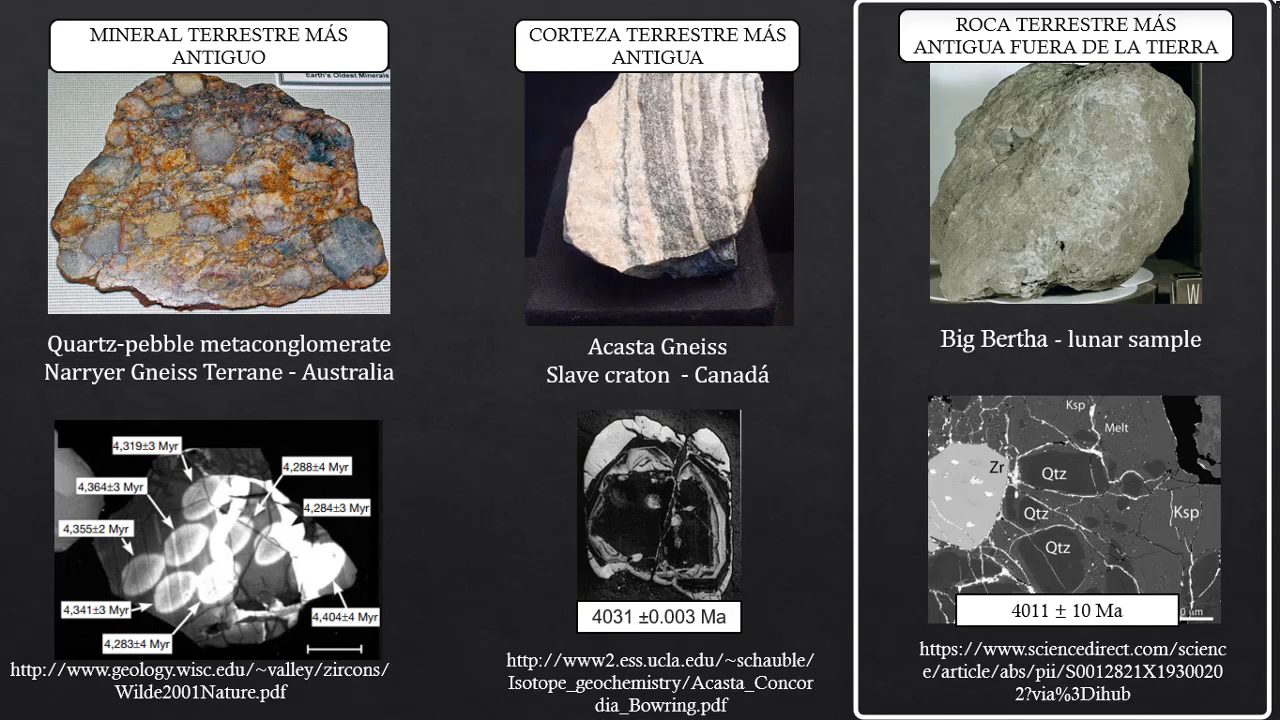 MINERAL TERRESTRE MÁS
ANTIGUO
Earth's Oldest Minerals
Quartz-pebble metaconglomerate
Narryer Gneiss Terrane - Australia
4,319±3 Myr
4,288±4 Myr
4,364±3 Myr
4,284±3 Myr
4,355±2 Myr
4,341±3 Myr
4,404±4 Myr
4,283±4 Myr
http://www.geology.wisc.edu/~valley/zircons/
Wilde2001Nature.pdf
CORTEZA TERRESTRE MÁS
ANTIGUA
Acasta Gneiss
Slave craton - Canadá
4031 ±0.003 Ma
http://www2.ess.ucla.edu/~schauble/
Isotope_geochemistry/Acasta_Concor
dia_Bowring.pdf
ROCA TERRESTRE MÁS
ANTIGUA FUERA DE LA TIERRA
W
Big Bertha - lunar sample
Ksp
Melt
Zr
Qtz
Qtz
Ksp
Qtz
4011 ± 10 Ma
https://www.sciencedirect.com/scienc
e/article/abs/pii/S0012821X1930020
2?via%3Dihub